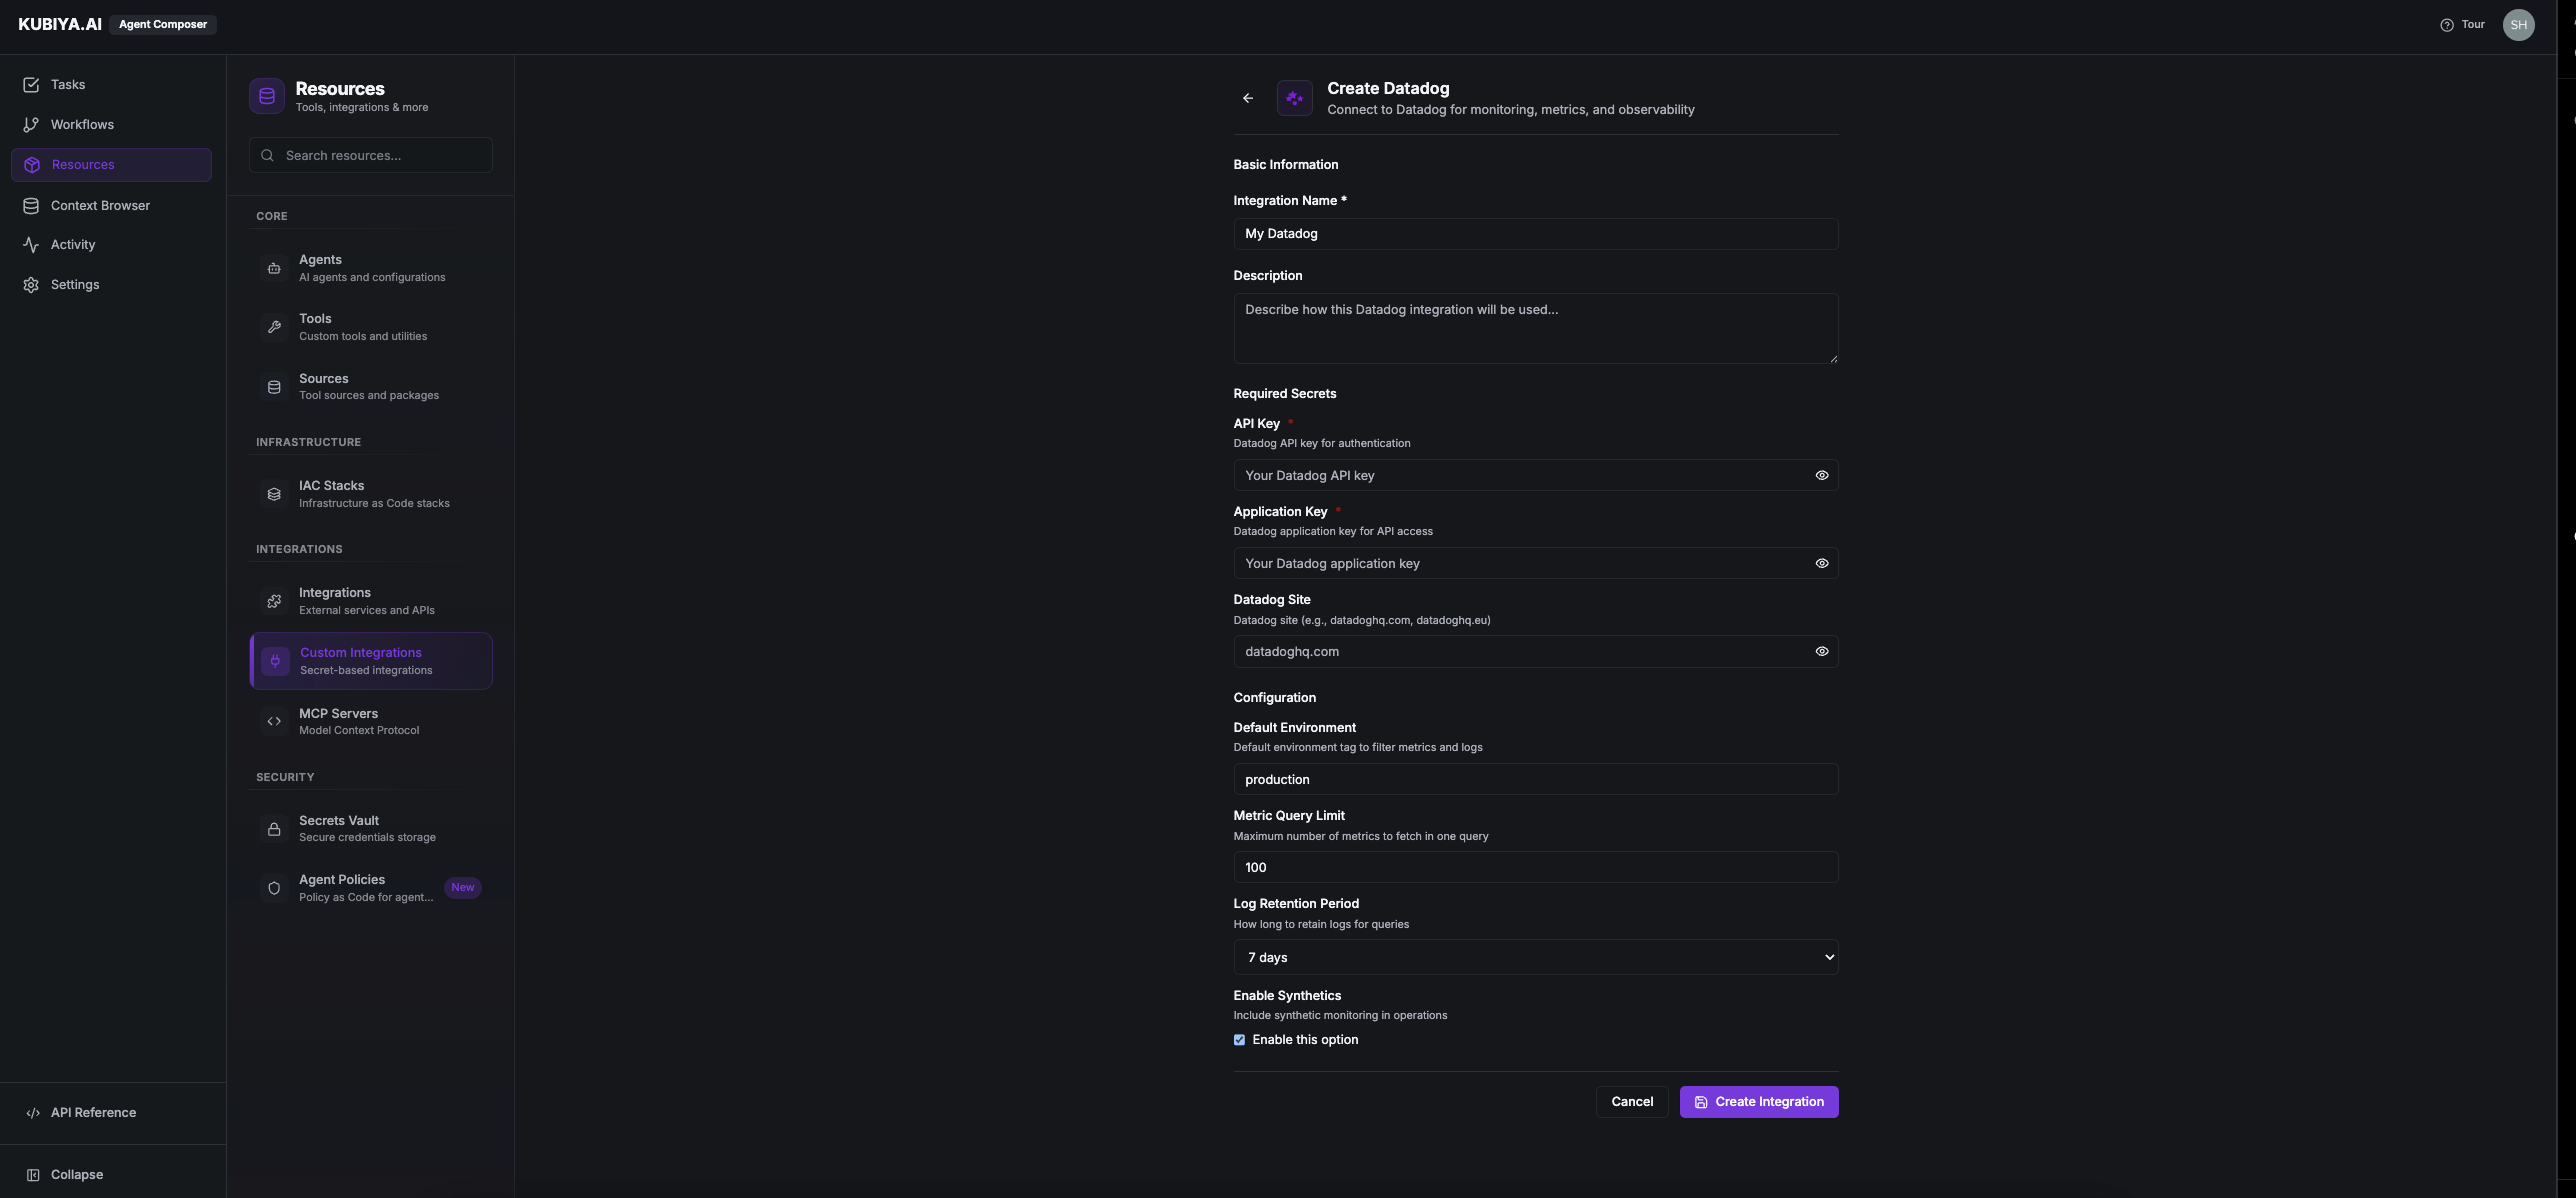 KUBIYA.AI Agent Composer
Tour SH
Tasks
Workflows
Resources
Context Browser
Activity
Settings
API Reference
Collapse
Resources
Tools, integrations & more
Search resources...
CORE
Agents
AI agents and configurations
Tools
Custom tools and utilities
Sources
Tool sources and packages
INFRASTRUCTURE
IAC Stacks
Infrastructure as Code stacks
INTEGRATIONS
Integrations
External services and APIs
Custom Integrations
Secret-based integrations
MCP Servers
Model Context Protocol
SECURITY
Secrets Vault
Secure credentials storage
Agent Policies
Policy as Code for agent...
New
Create Datadog
Connect to Datadog for monitoring, metrics, and observability
Basic Information
Integration Name *
My Datadog
Description
Describe how this Datadog integration will be used...
Required Secrets
API Key *
Datadog API key for authentication
Your Datadog API key
Application Key *
Datadog application key for API access
Your Datadog application key
Datadog Site
Datadog site (e.g., datadoghq.com, datadoghq.eu)
datadoghq.com
Configuration
Default Environment
Default environment tag to filter metrics and logs
production
Metric Query Limit
Maximum number of metrics to fetch in one query
100
Log Retention Period
How long to retain logs for queries
7 days
Enable Synthetics
Include synthetic monitoring in operations
Enable this option
Cancel
Create Integration